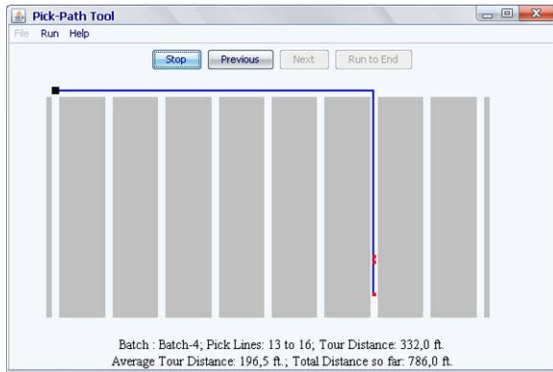 Pick-Path Tool
File Run Help
Stop Previous Next Run to End
Batch : Batch-4; Pick Lines: 13 to 16; Tour Distance: 332,0 ft.
Average Tour Distance: 196,5 ft.; Total Distance so far: 786,0 ft.